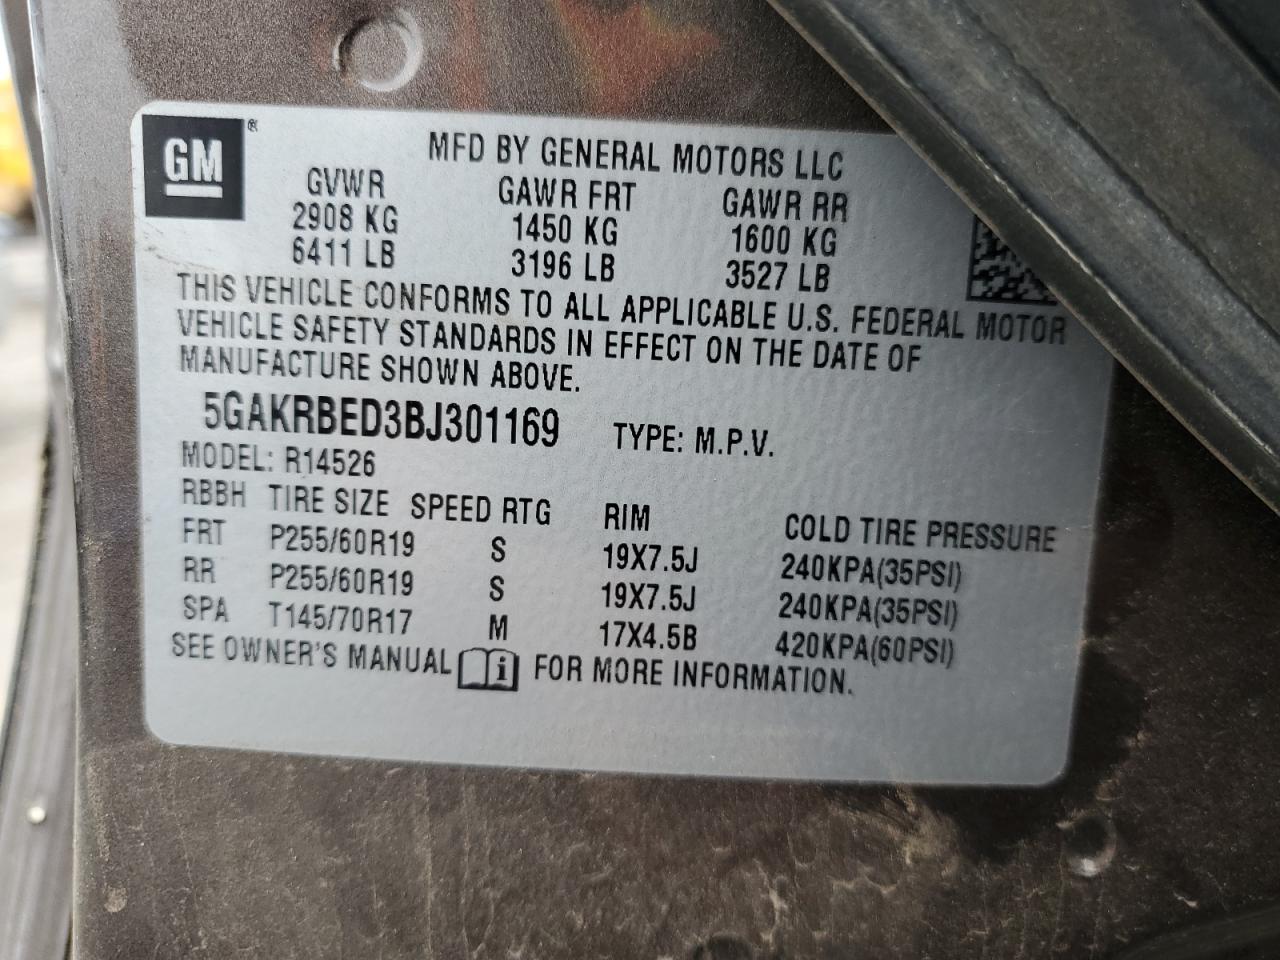 GM ®
MFD BY GENERAL MOTORS LLC
GVWR GAWR FRT GAWR RR
2908 KG 1450 KG 1600 KG
6411 LB 3196 LB 3527 LB
THIS VEHICLE CONFORMS TO ALL APPLICABLE U.S. FEDERAL MOTOR
VEHICLE SAFETY STANDARDS IN EFFECT ON THE DATE OF
MANUFACTURE SHOWN ABOVE.
5GAKRBED3BJ301169 TYPE: M.P.V.
MODEL: R14526
RBBH TIRE SIZE SPEED RTG RIM COLD TIRE PRESSURE
FRT P255/60R19 S 19X7.5J 240KPA(35PSI)
RR P255/60R19 S 19X7.5J 240KPA(35PSI)
SPA T145/70R17 M 17X4.5B 420KPA(60PSI)
SEE OWNER'S MANUAL i FOR MORE INFORMATION.